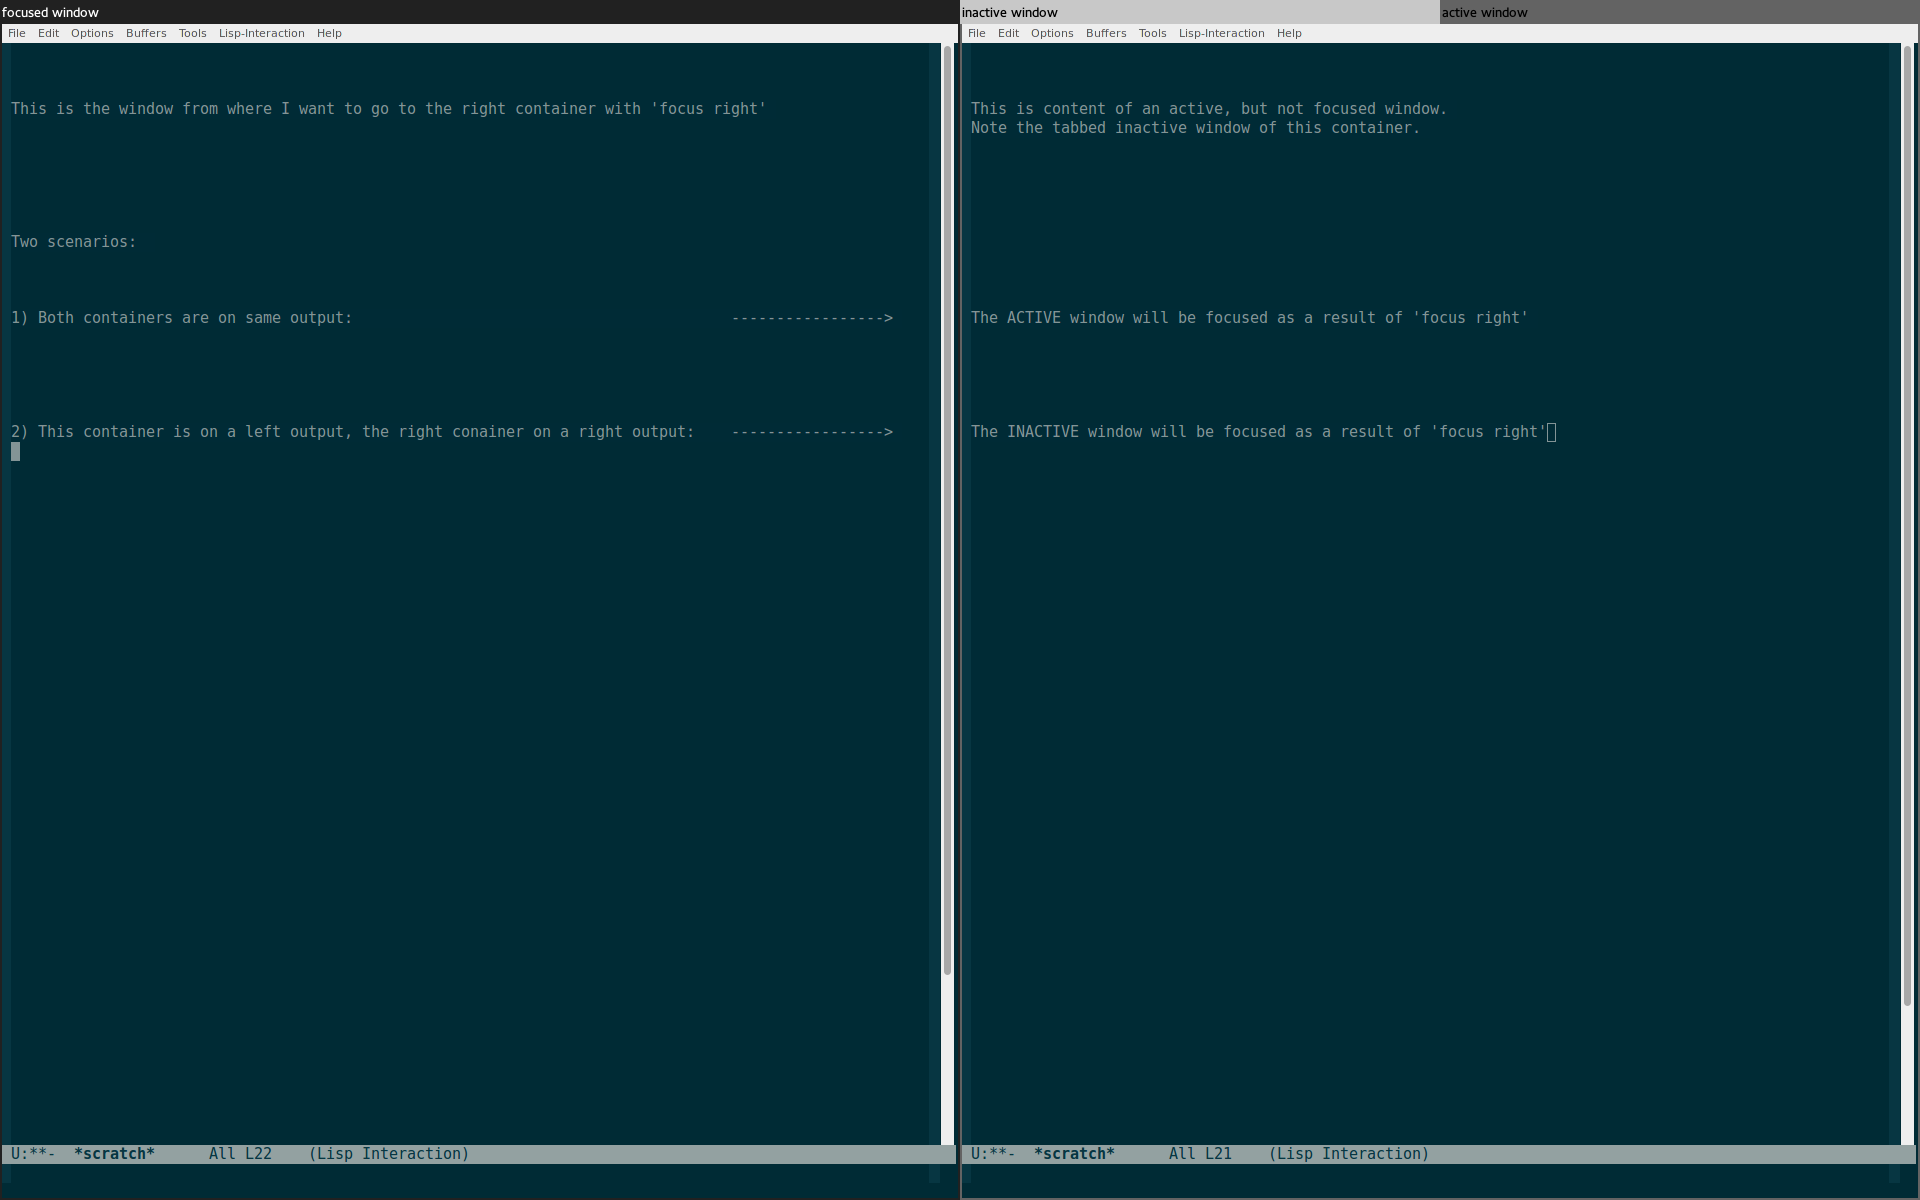 focused window
File Edit Options Buffers Tools Lisp-Interaction Help
This is the window from where I want to go to the right container with 'focus right'
Two scenarios:
1) Both containers are on same output: ----------------->
2) This container is on a left output, the right conainer on a right output: ----------------->
U:**- *scratch* All L22 (Lisp Interaction)
inactive window
active window
File Edit Options Buffers Tools Lisp-Interaction Help
This is content of an active, but not focused window.
Note the tabbed inactive window of this container.
The ACTIVE window will be focused as a result of 'focus right'
The INACTIVE window will be focused as a result of 'focus right'
U:**- *scratch* All L21 (Lisp Interaction)